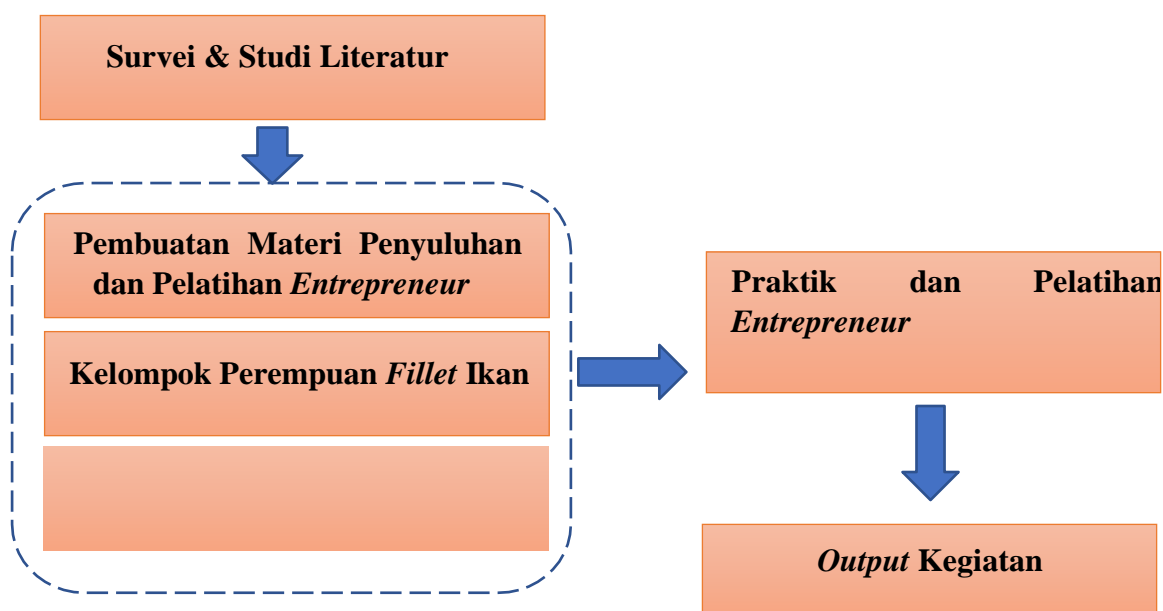 Survei & Studi Literatur
Pembuatan Materi Penyuluhan
dan Pelatihan Entrepreneur
Kelompok Perempuan Fillet Ikan
Praktik dan Pelatihan
Entrepreneur
Output Kegiatan